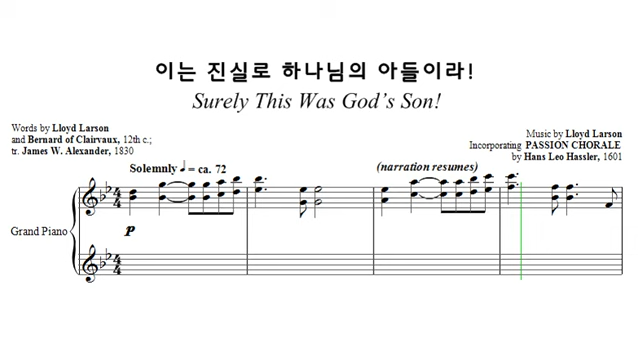 이는 진실로 하나님의 아들이라!
Surely This Was God's Son!
Words by Lloyd Larson
and Bernard of Clairvaux, 12th c.;
tr. James W. Alexander, 1830
Music by Lloyd Larson
Incorporating PASSION CHORALE
by Hans Leo Hassler, 1601
Solemnly ♩ = ca. 72
(narration resumes)
Grand Piano
p